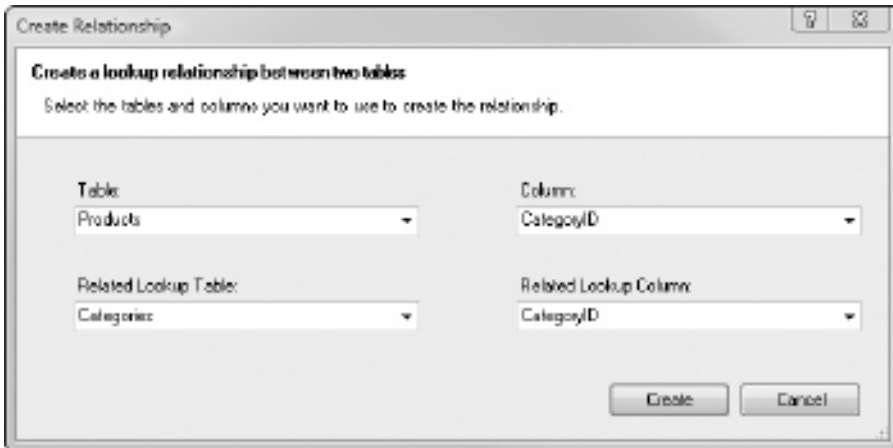 Create Relationship
Create a lookup relationship between two tables
Select the tables and columns you want to use to create the relationship.
Table:
Column:
Products
CategoryID
Related Lookup Table:
Related Lookup Column:
Categories
CategoryID
Create
Cancel